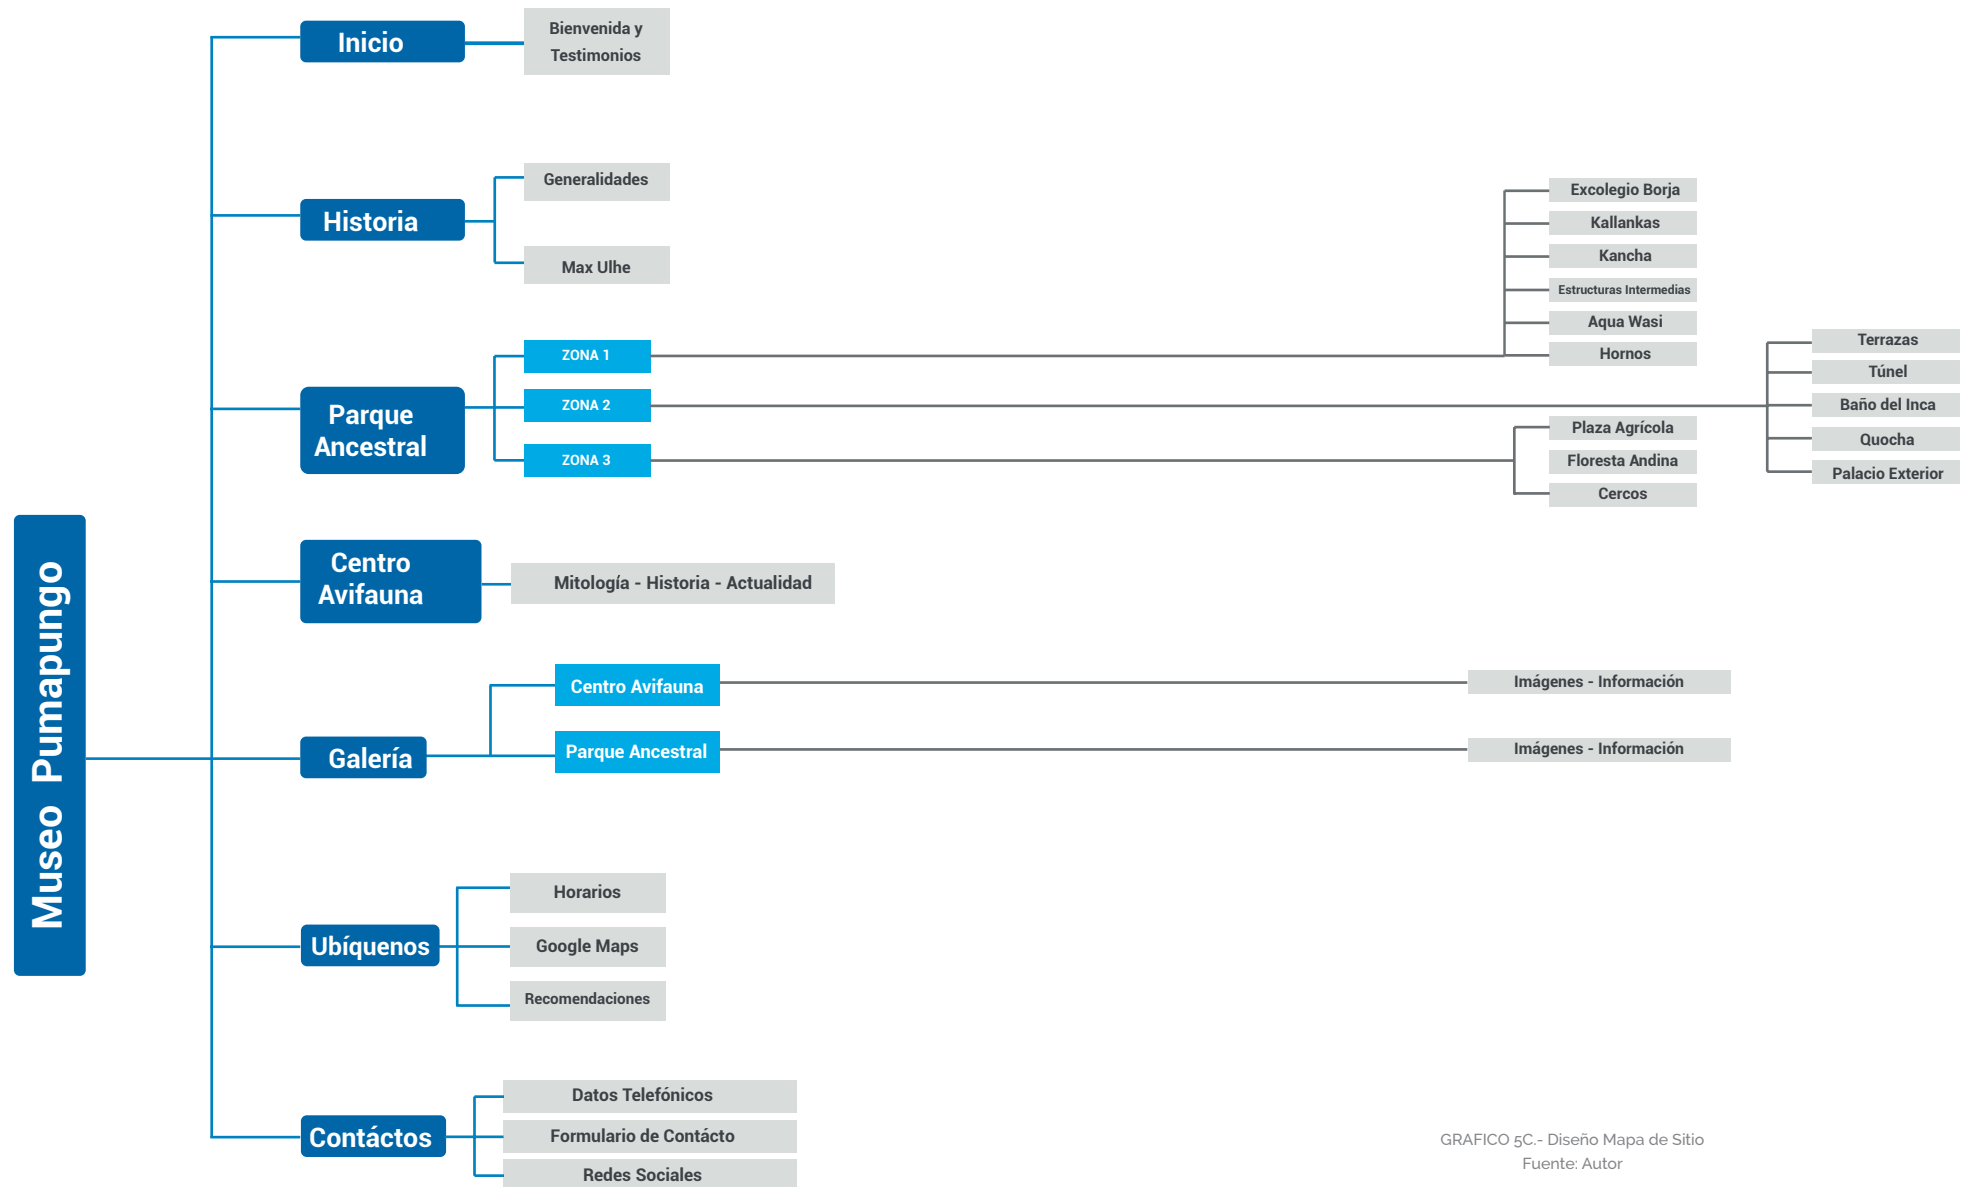 Museo Pumapungo
Inicio
Bienvenida y
Testimonios
Historia
Generalidades
Max Ulhe
Parque
Ancestral
ZONA 1
Excolegio Borja
Kallankas
Kancha
Estructuras Intermedias
Aqua Wasi
Hornos
ZONA 2
Terrazas
Túnel
Baño del Inca
Quocha
Palacio Exterior
ZONA 3
Plaza Agrícola
Floresta Andina
Cercos
Centro
Avifauna
Mitología - Historia - Actualidad
Galería
Centro Avifauna
Imágenes - Información
Parque Ancestral
Imágenes - Información
Ubíquenos
Horarios
Google Maps
Recomendaciones
Contáctos
Datos Telefónicos
Formulario de Contácto
Redes Sociales
GRAFICO 5C.- Diseño Mapa de Sitio
Fuente: Autor